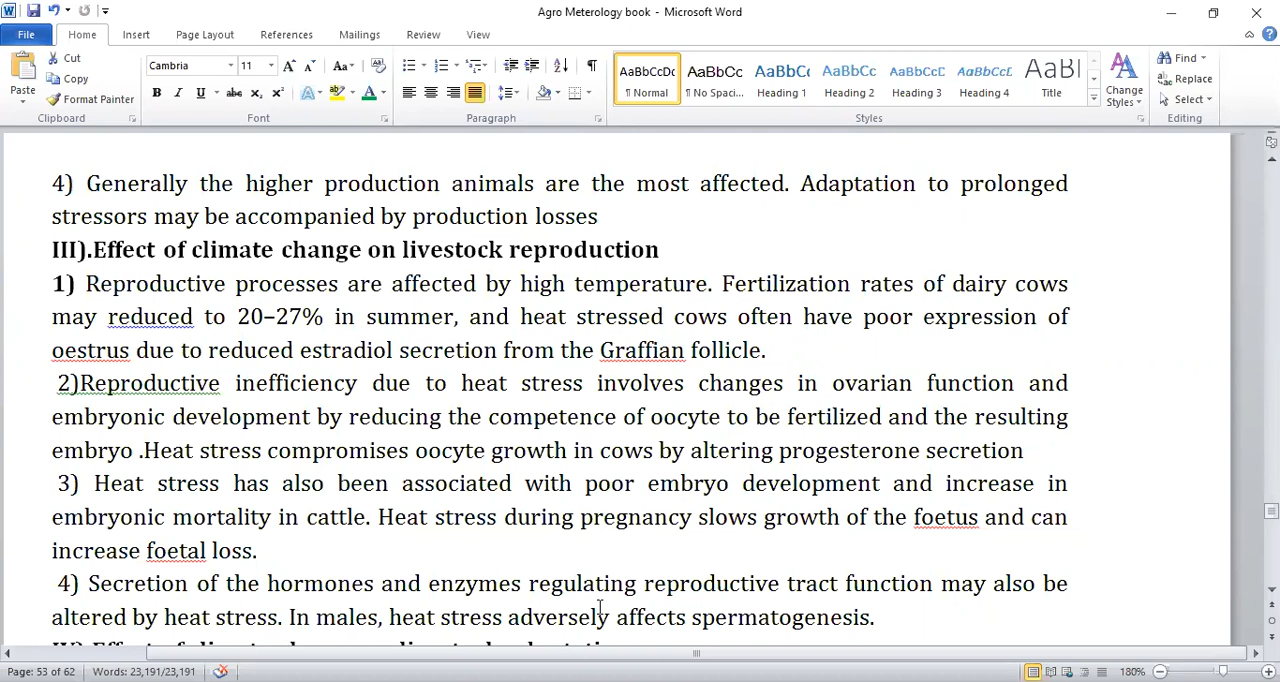 Agro Meterology book - Microsoft Word
File Home Insert Page Layout References Mailings Review View
Paste Cut Copy Format Painter
Cambria 11
AaBbCcDc AaBbCc AaBbCc AaBbCc AaBbCcD AaBbCcD AaBl
¶ Normal ¶ No Spaci... Heading 1 Heading 2 Heading 3 Heading 4 Title
Change Styles
Find Replace Select
Clipboard Font Paragraph Styles Editing
4) Generally the higher production animals are the most affected. Adaptation to prolonged
stressors may be accompanied by production losses
III).Effect of climate change on livestock reproduction
1) Reproductive processes are affected by high temperature. Fertilization rates of dairy cows
may reduced to 20–27% in summer, and heat stressed cows often have poor expression of
oestrus due to reduced estradiol secretion from the Graffian follicle.
2)Reproductive inefficiency due to heat stress involves changes in ovarian function and
embryonic development by reducing the competence of oocyte to be fertilized and the resulting
embryo .Heat stress compromises oocyte growth in cows by altering progesterone secretion
3) Heat stress has also been associated with poor embryo development and increase in
embryonic mortality in cattle. Heat stress during pregnancy slows growth of the foetus and can
increase foetal loss.
4) Secretion of the hormones and enzymes regulating reproductive tract function may also be
altered by heat stress. In males, heat stress adversely affects spermatogenesis.
Page: 53 of 62 Words: 23,191/23,191 180%